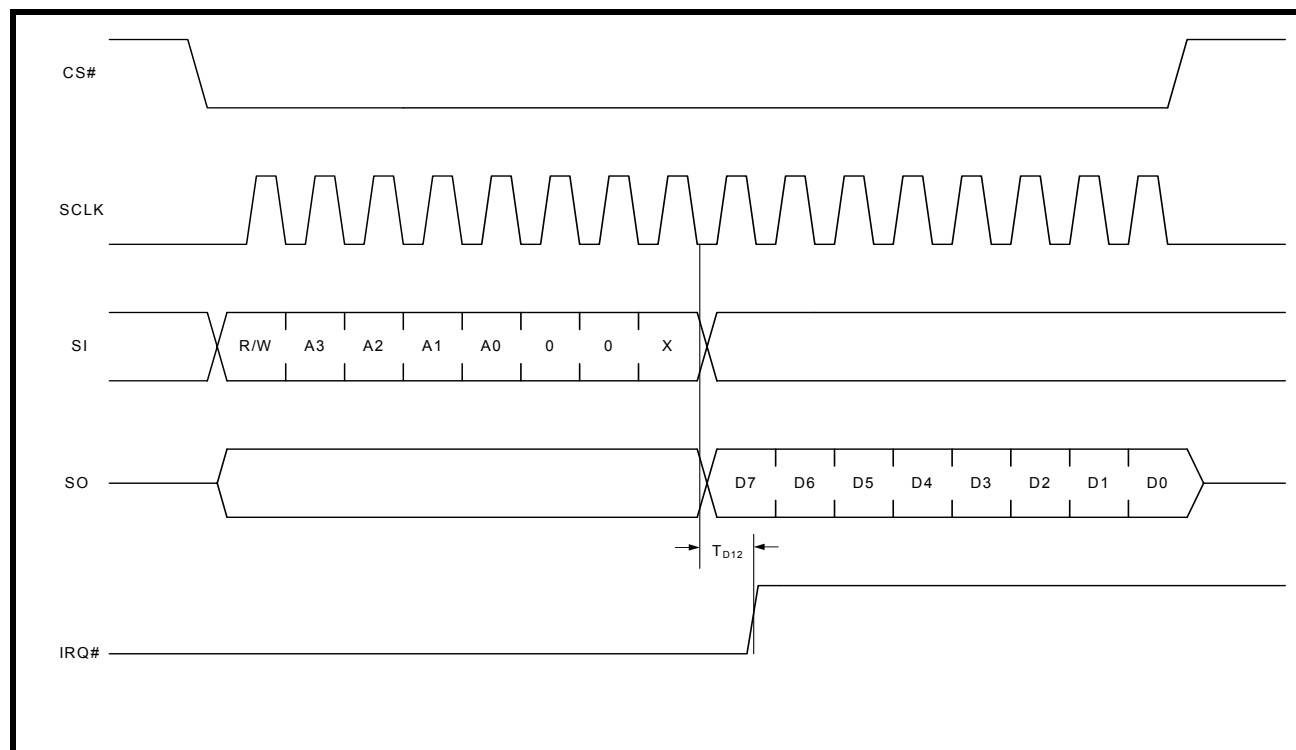 CS#
SCLK
SI
R/W A3 A2 A1 A0 0 0 X
SO
D7 D6 D5 D4 D3 D2 D1 D0
TD12
IRQ#